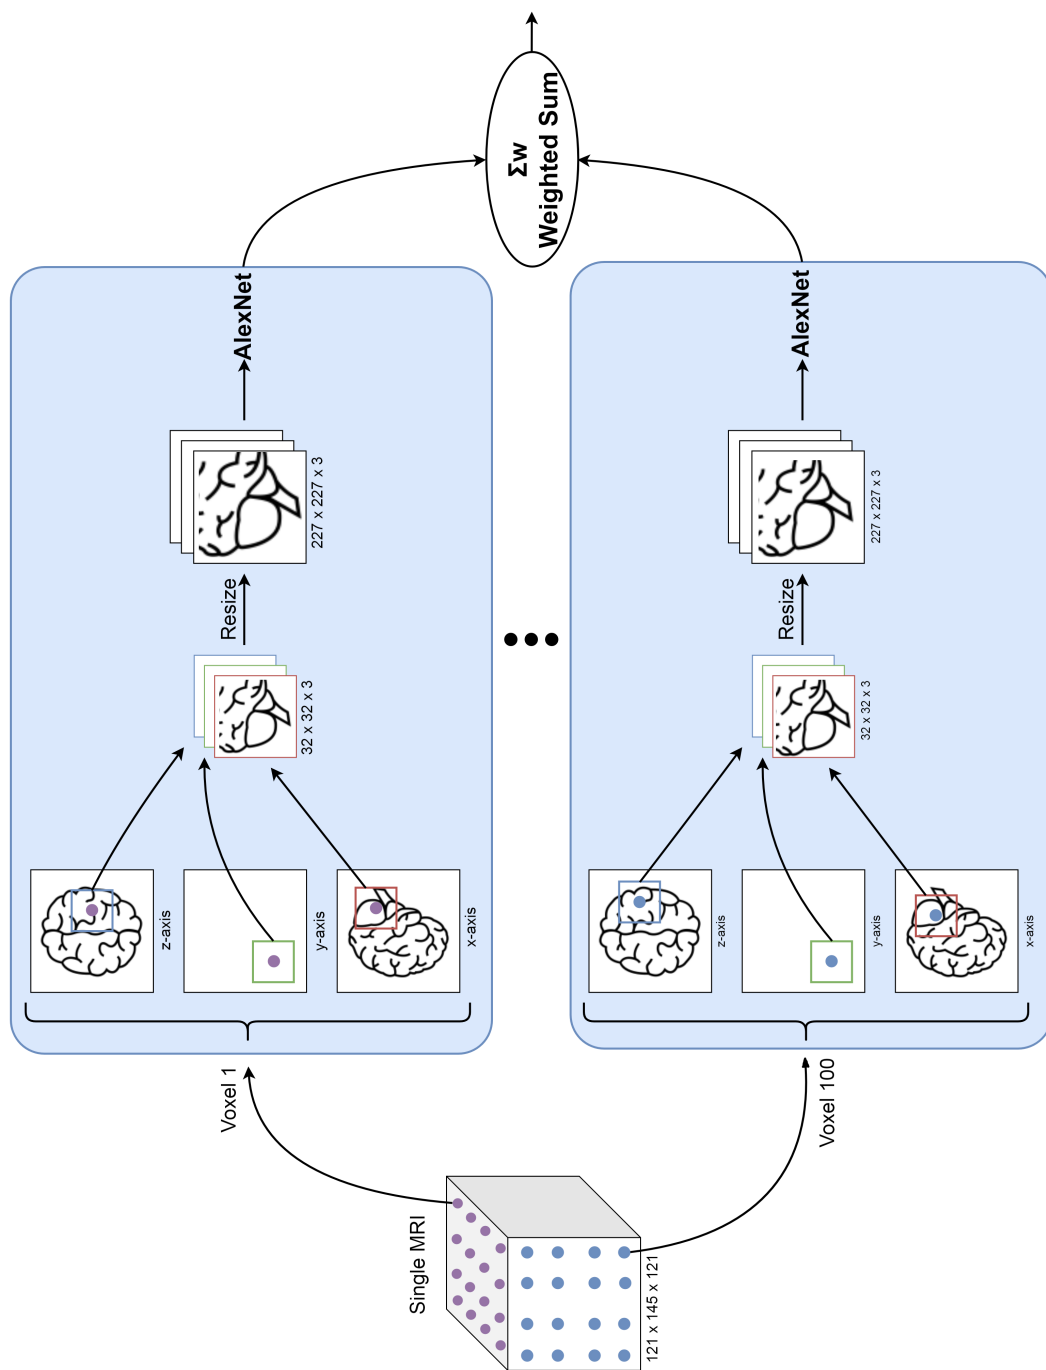 Single MRI
121 x 145 x 121
Voxel 1
z-axis
y-axis
x-axis
32 x 32 x 3
Resize
227 x 227 x 3
AlexNet
Voxel 100
z-axis
y-axis
x-axis
32 x 32 x 3
Resize
227 x 227 x 3
AlexNet
Σw
Weighted Sum